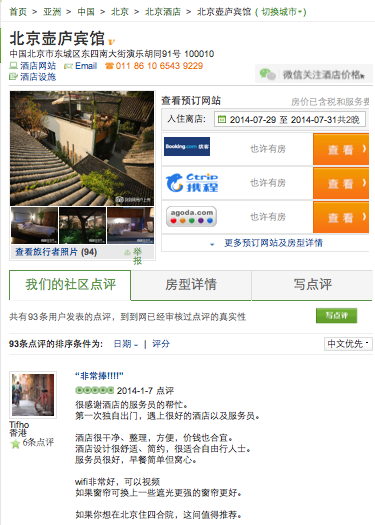 首页 > 亚洲 > 中国 > 北京 > 北京酒店 > 北京壶庐宾馆 ( 切换城市 )
北京壶庐宾馆
中国北京市东城区东四南大街演乐胡同91号 100010
酒店网站 Email 011 86 10 6543 9229
酒店设施
微信关注酒店价格
查看预订网站 房价已含税和服务费
入住离店: 2014-07-29 至 2014-07-31共2晚
Booking.com 缤客 也许有房 查看
Ctrip 携程 也许有房 查看
agoda.com 也许有房 查看
更多预订网站及房型详情
查看旅行者照片 (94) 举报
我们的社区点评 房型详情 写点评
共有93条用户发表的点评，到到网已经审核过点评的真实性 写点评
93条点评的排序条件为: 日期 | 评分 中文优先
“非常捧!!!!”
2014-1-7 点评
Tifho
香港
6条点评
很感谢酒店的服务员的帮忙。
第一次独自出门，遇上很好的酒店以及服务员。
酒店很干净、整理，方便，价钱也合宜。
酒店设计很舒适、简约，很适合自由行人士。
服务员很好，早餐简单但窝心。
wifi非常好，可以视频
如果窗帘可换上一些遮光更强的窗帘更好。
如果你想在北京住四合院，这间值得推荐。